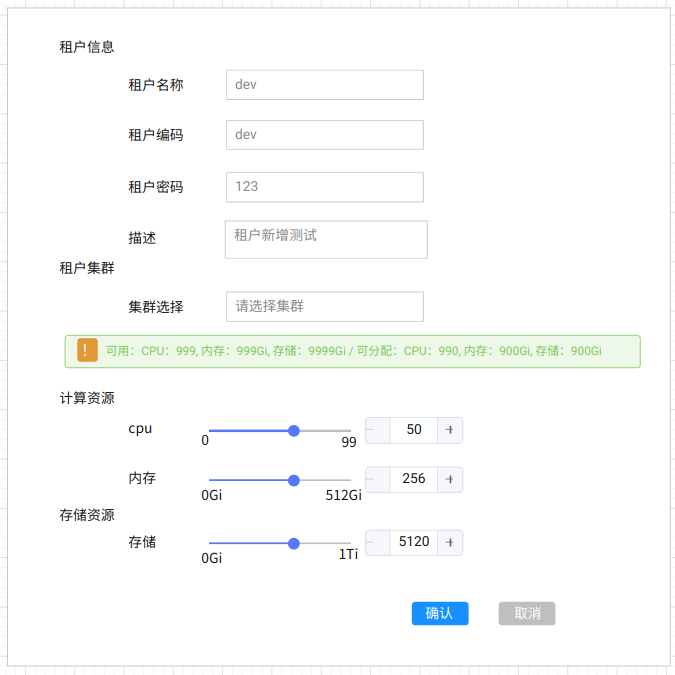 租户信息
租户名称 dev
租户编码 dev
租户密码 123
描述 租户新增测试
租户集群
集群选择 请选择集群
! 可用：CPU：999, 内存：999Gi, 存储：9999Gi / 可分配：CPU：990, 内存：900Gi, 存储：900Gi
计算资源
cpu 0 99 − 50 +
内存 0Gi 512Gi − 256 +
存储资源
存储 0Gi 1Ti − 5120 +
确认 取消